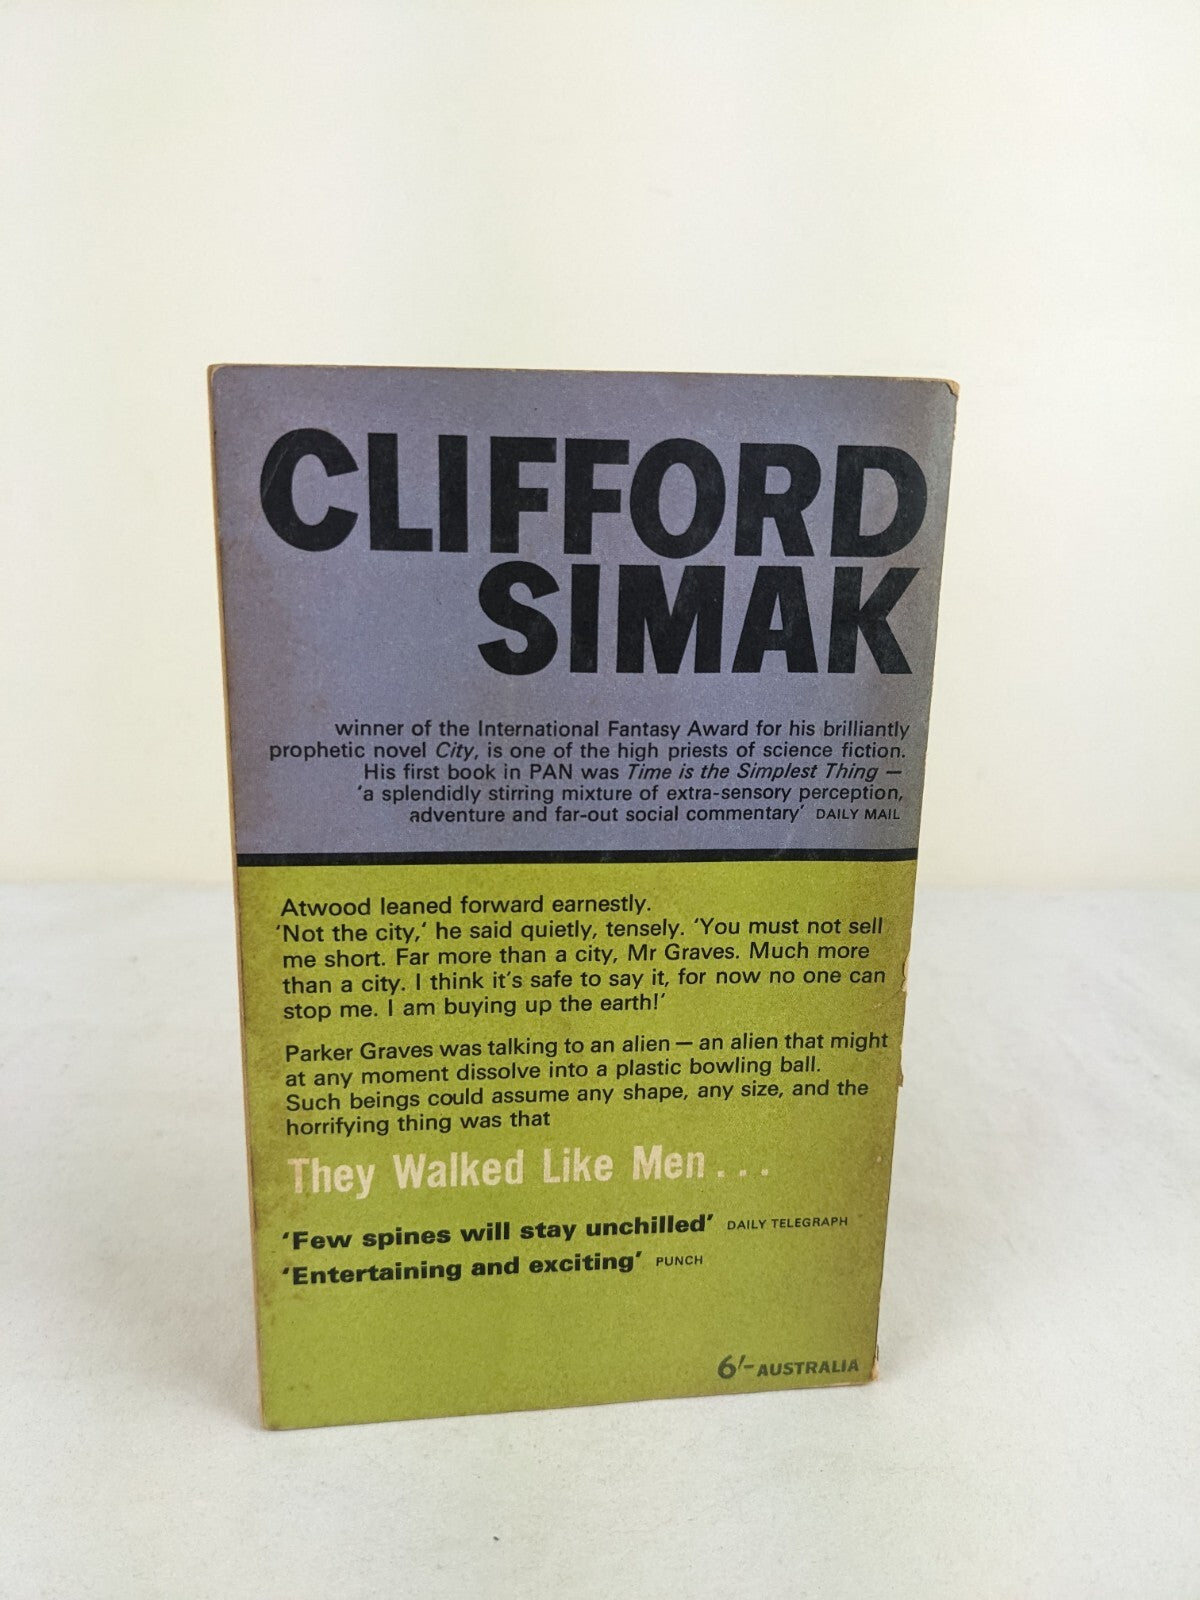 CLIFFORD
SIMAK
winner of the International Fantasy Award for his brilliantly
prophetic novel City, is one of the high priests of science fiction.
His first book in PAN was Time is the Simplest Thing —
'a splendidly stirring mixture of extra-sensory perception,
adventure and far-out social commentary' DAILY MAIL
Atwood leaned forward earnestly.
'Not the city,' he said quietly, tensely. 'You must not sell
me short. Far more than a city, Mr Graves. Much more
than a city. I think it's safe to say it, for now no one can
stop me. I am buying up the earth!'
Parker Graves was talking to an alien — an alien that might
at any moment dissolve into a plastic bowling ball.
Such beings could assume any shape, any size, and the
horrifying thing was that
They Walked Like Men...
'Few spines will stay unchilled' DAILY TELEGRAPH
'Entertaining and exciting' PUNCH
6/- AUSTRALIA